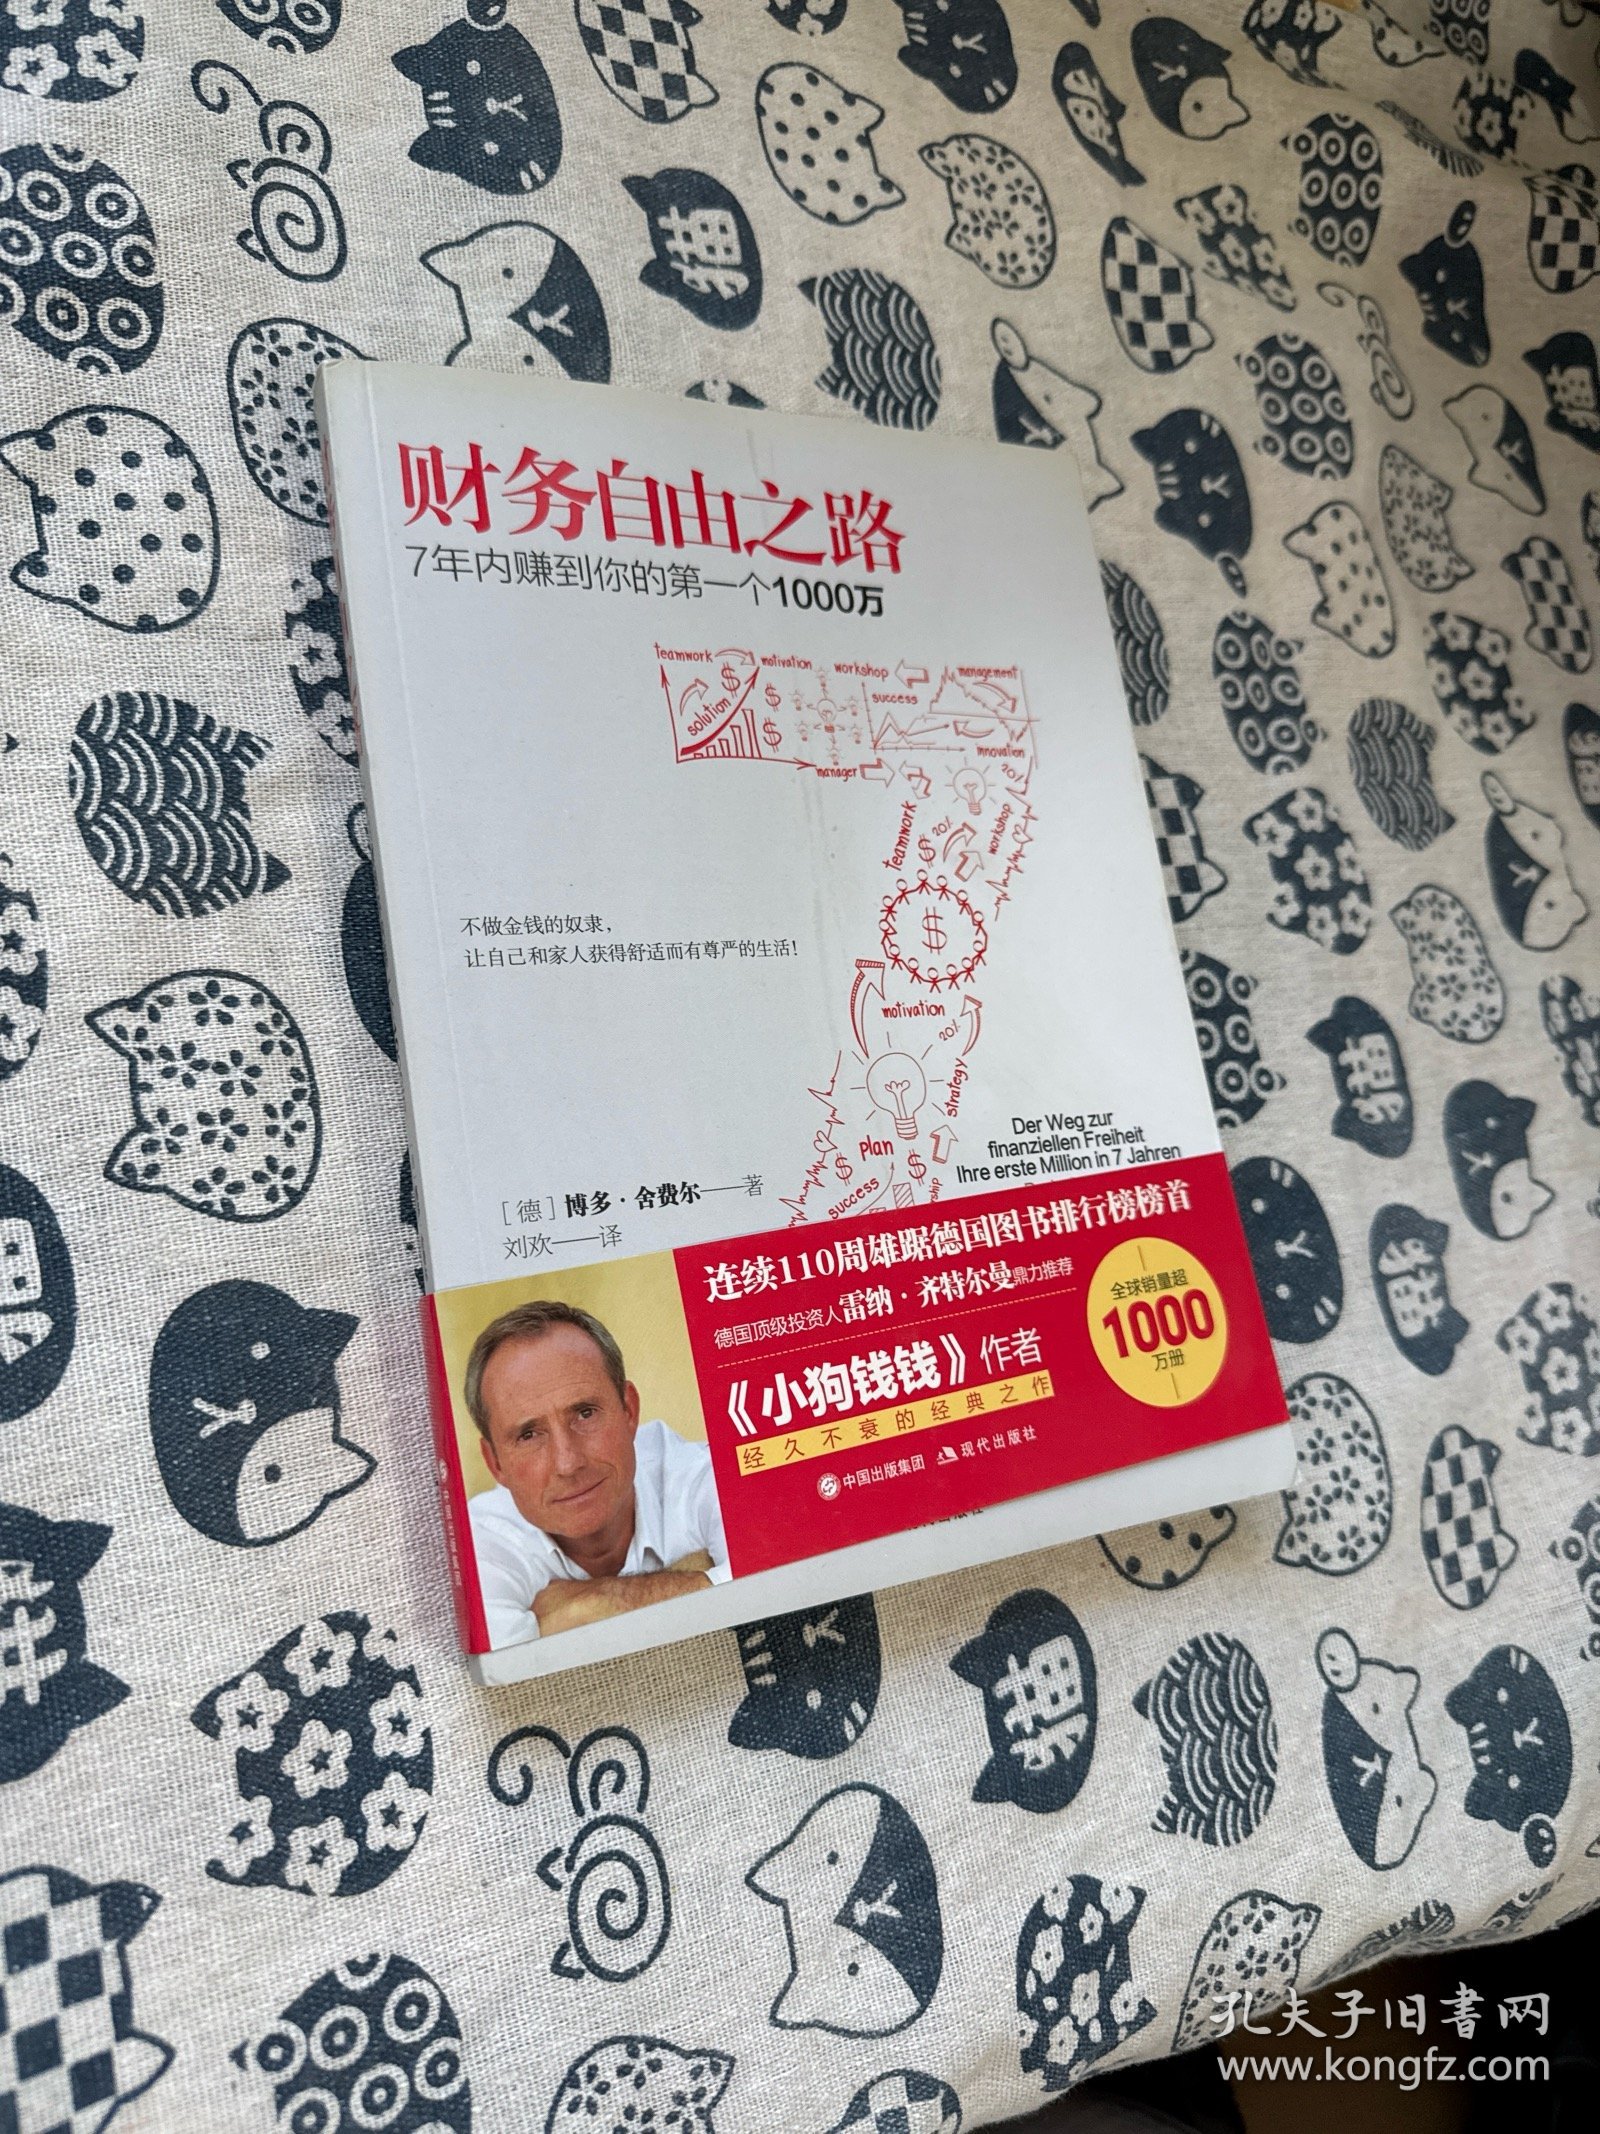 财务自由之路
7年内赚到你的第一个1000万
teamwork
motivation
workshop
management
solution
success
innovation
manager
20%
teamwork
20%
workshop
$
motivation
20%
strategy
plan
success
不做金钱的奴隶,
让自己和家人获得舒适而有尊严的生活!
Der Weg zur
finanziellen Freiheit
Ihre erste Million in 7 Jahren
[德] 博多·舍费尔——著
刘欢——译
连续110周雄踞德国图书排行榜榜首
德国顶级投资人雷纳·齐特尔曼鼎力推荐
《小狗钱钱》作者
经久不衰的经典之作
中国出版集团 现代出版社
全球销量超
1000
万册
猫
猫
猫
猫
猫
孔夫子旧书网
www.kongfz.com